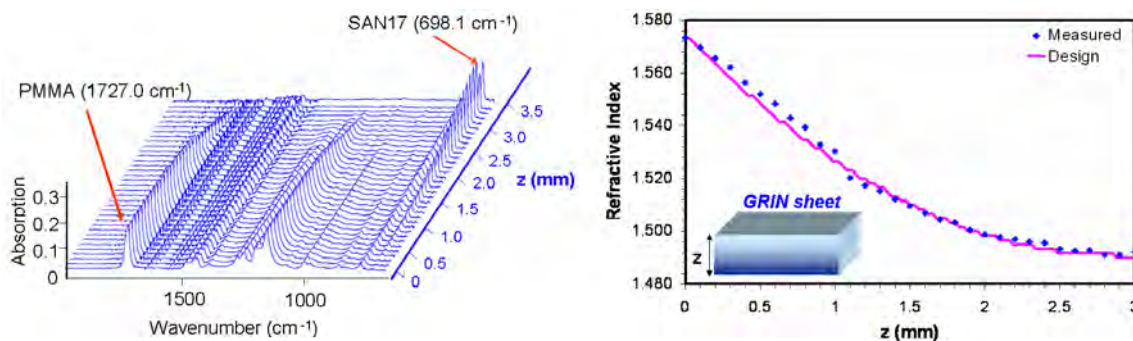 SAN17 (698.1 cm⁻¹)
PMMA (1727.0 cm⁻¹)
Absorption
0.3
0.2
0.1
0
1500
1000
Wavenumber (cm⁻¹)
3.5
3.0
2.5
2.0
1.5
1.0
0.5
0
z (mm)
Refractive Index
1.580
1.560
1.540
1.520
1.500
1.480
Measured
Design
GRIN sheet
z
0
0.5
1
1.5
2
2.5
3
z (mm)